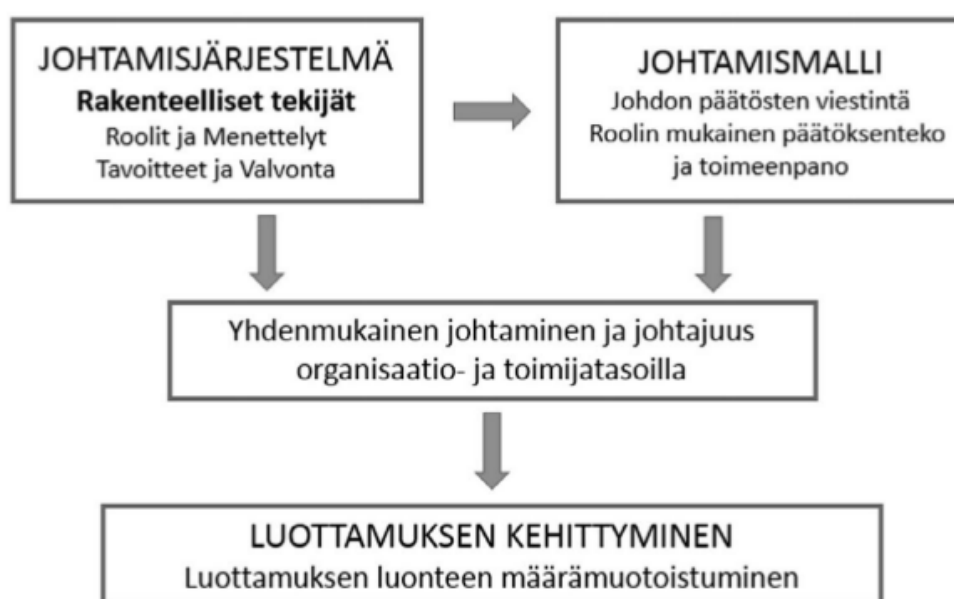 JOHTAMISJÄRJESTELMÄ
Rakenteelliset tekijät
Roolit ja Menettelyt
Tavoitteet ja Valvonta
JOHTAMISMALLI
Johdon päätösten viestintä
Roolin mukainen päätöksenteko
ja toimeenpano
Yhdenmukainen johtaminen ja johtajuus
organisaatio- ja toimijatasoilla
LUOTTAMUKSEN KEHITTYMINEN
Luottamuksen luonteen määrämuotoistuminen